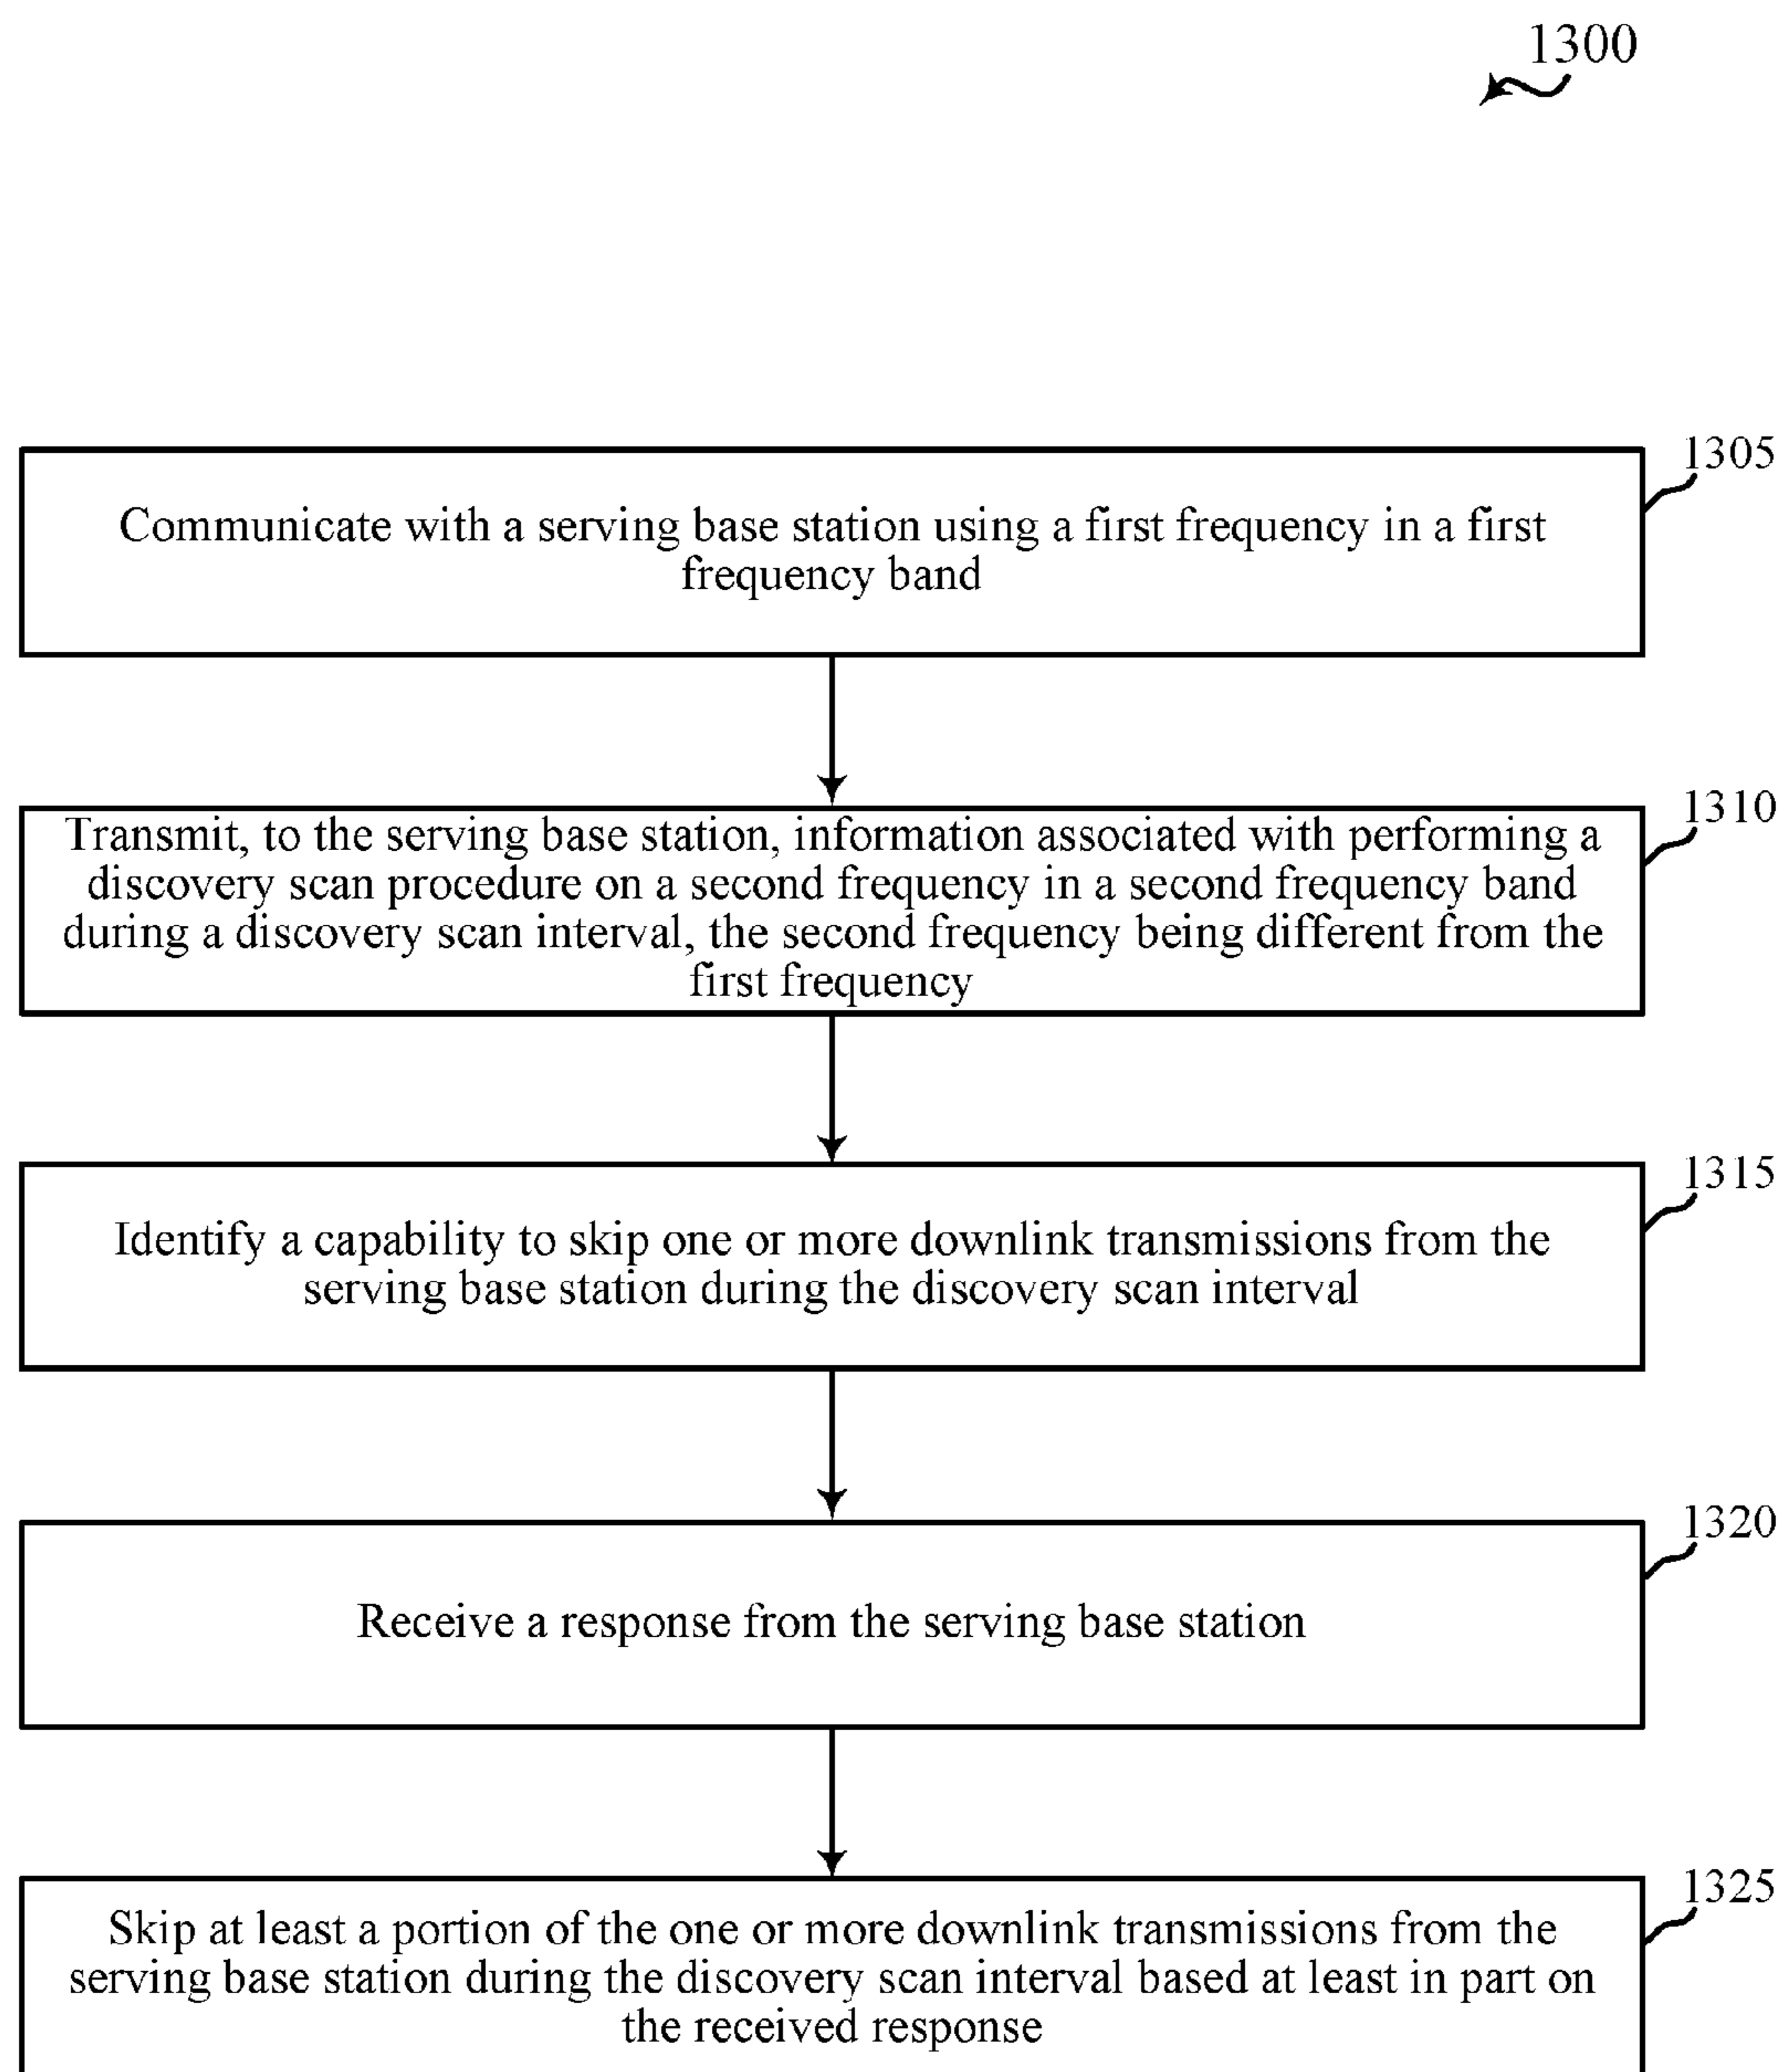 1300
1305
Communicate with a serving base station using a first frequency in a first
frequency band
1310
Transmit, to the serving base station, information associated with performing a
discovery scan procedure on a second frequency in a second frequency band
during a discovery scan interval, the second frequency being different from the
first frequency
1315
Identify a capability to skip one or more downlink transmissions from the
serving base station during the discovery scan interval
1320
Receive a response from the serving base station
1325
Skip at least a portion of the one or more downlink transmissions from the
serving base station during the discovery scan interval based at least in part on
the received response